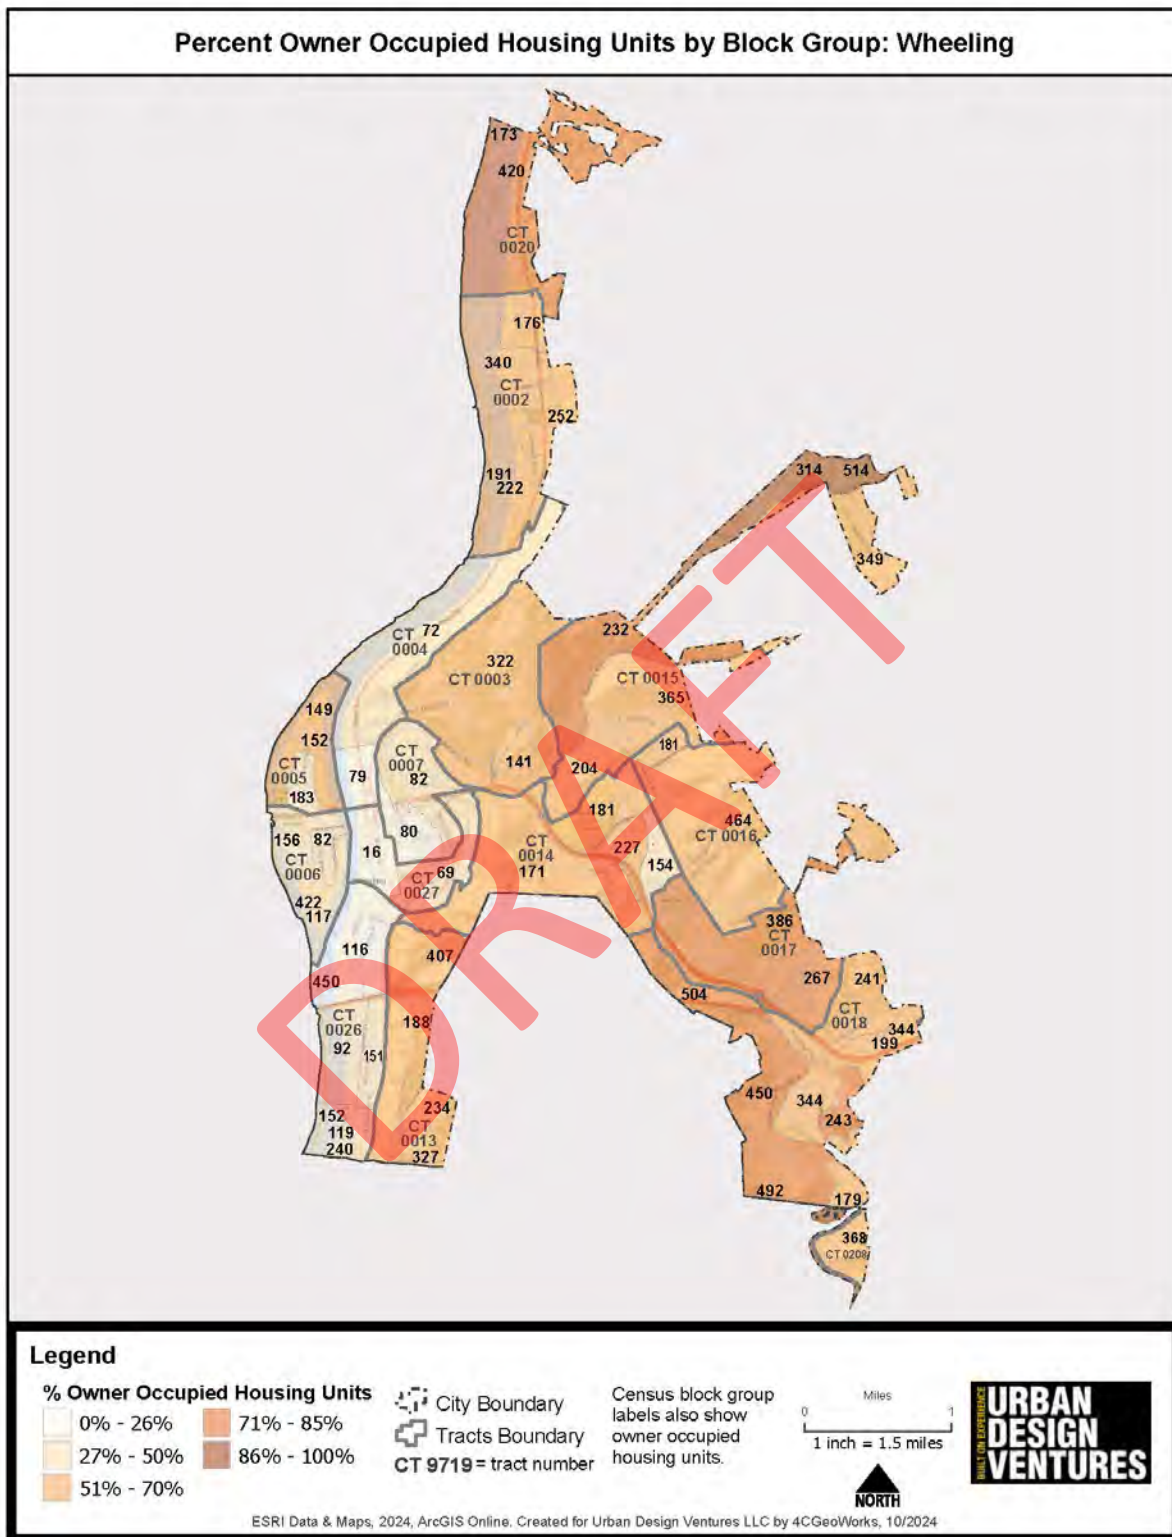 Percent Owner Occupied Housing Units by Block Group: Wheeling
173
420
CT
0020
176
340
CT
0002
252
191
222
314 514
349
72
CT
0004
232
322
CT 0003
CT 0015
365
149
152
CT
0005
183
79
CT
0007
82
141
204
181
181
464
CT 0016
156 82
CT
0006
80
16
CT
0014
171
227
154
69
CT
0027
422
117
386
CT
0017
116
407
450
267
241
504
CT
0018
CT
0026
92
188
151
344
199
450
344
243
234
152
119
240
CT
0013
327
492
179
368
CT 0208
DRAFT
Legend
% Owner Occupied Housing Units
0% - 26%
27% - 50%
51% - 70%
71% - 85%
86% - 100%
City Boundary
Tracts Boundary
CT 9719 = tract number
Census block group
labels also show
owner occupied
housing units.
Miles
0 1
1 inch = 1.5 miles
NORTH
BUILT ON EXPERIENCE
URBAN
DESIGN
VENTURES
ESRI Data & Maps, 2024, ArcGIS Online. Created for Urban Design Ventures LLC by 4CGeoWorks, 10/2024